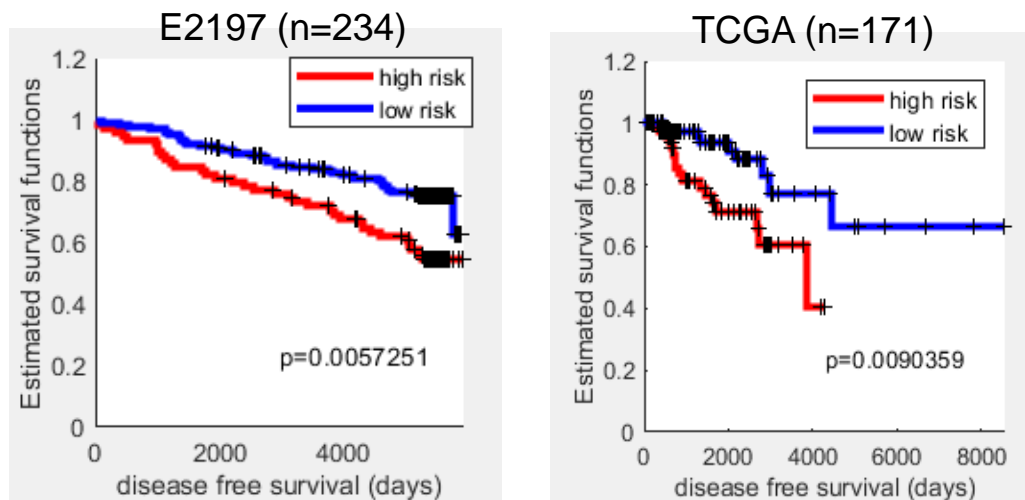 E2197 (n=234)
1.2
1
0.8
0.6
0.4
0.2
0
0
2000
4000
Estimated survival functions
disease free survival (days)
high risk
low risk
p=0.0057251
TCGA (n=171)
1.2
1
0.8
0.6
0.4
0.2
0
0
2000
4000
6000
8000
Estimated survival functions
disease free survival (days)
high risk
low risk
p=0.0090359